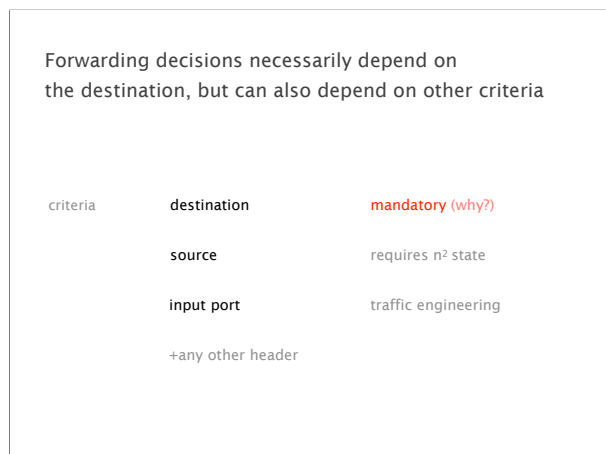 Forwarding decisions necessarily depend on
the destination, but can also depend on other criteria
criteria destination mandatory (why?)
source requires n² state
input port traffic engineering
+any other header